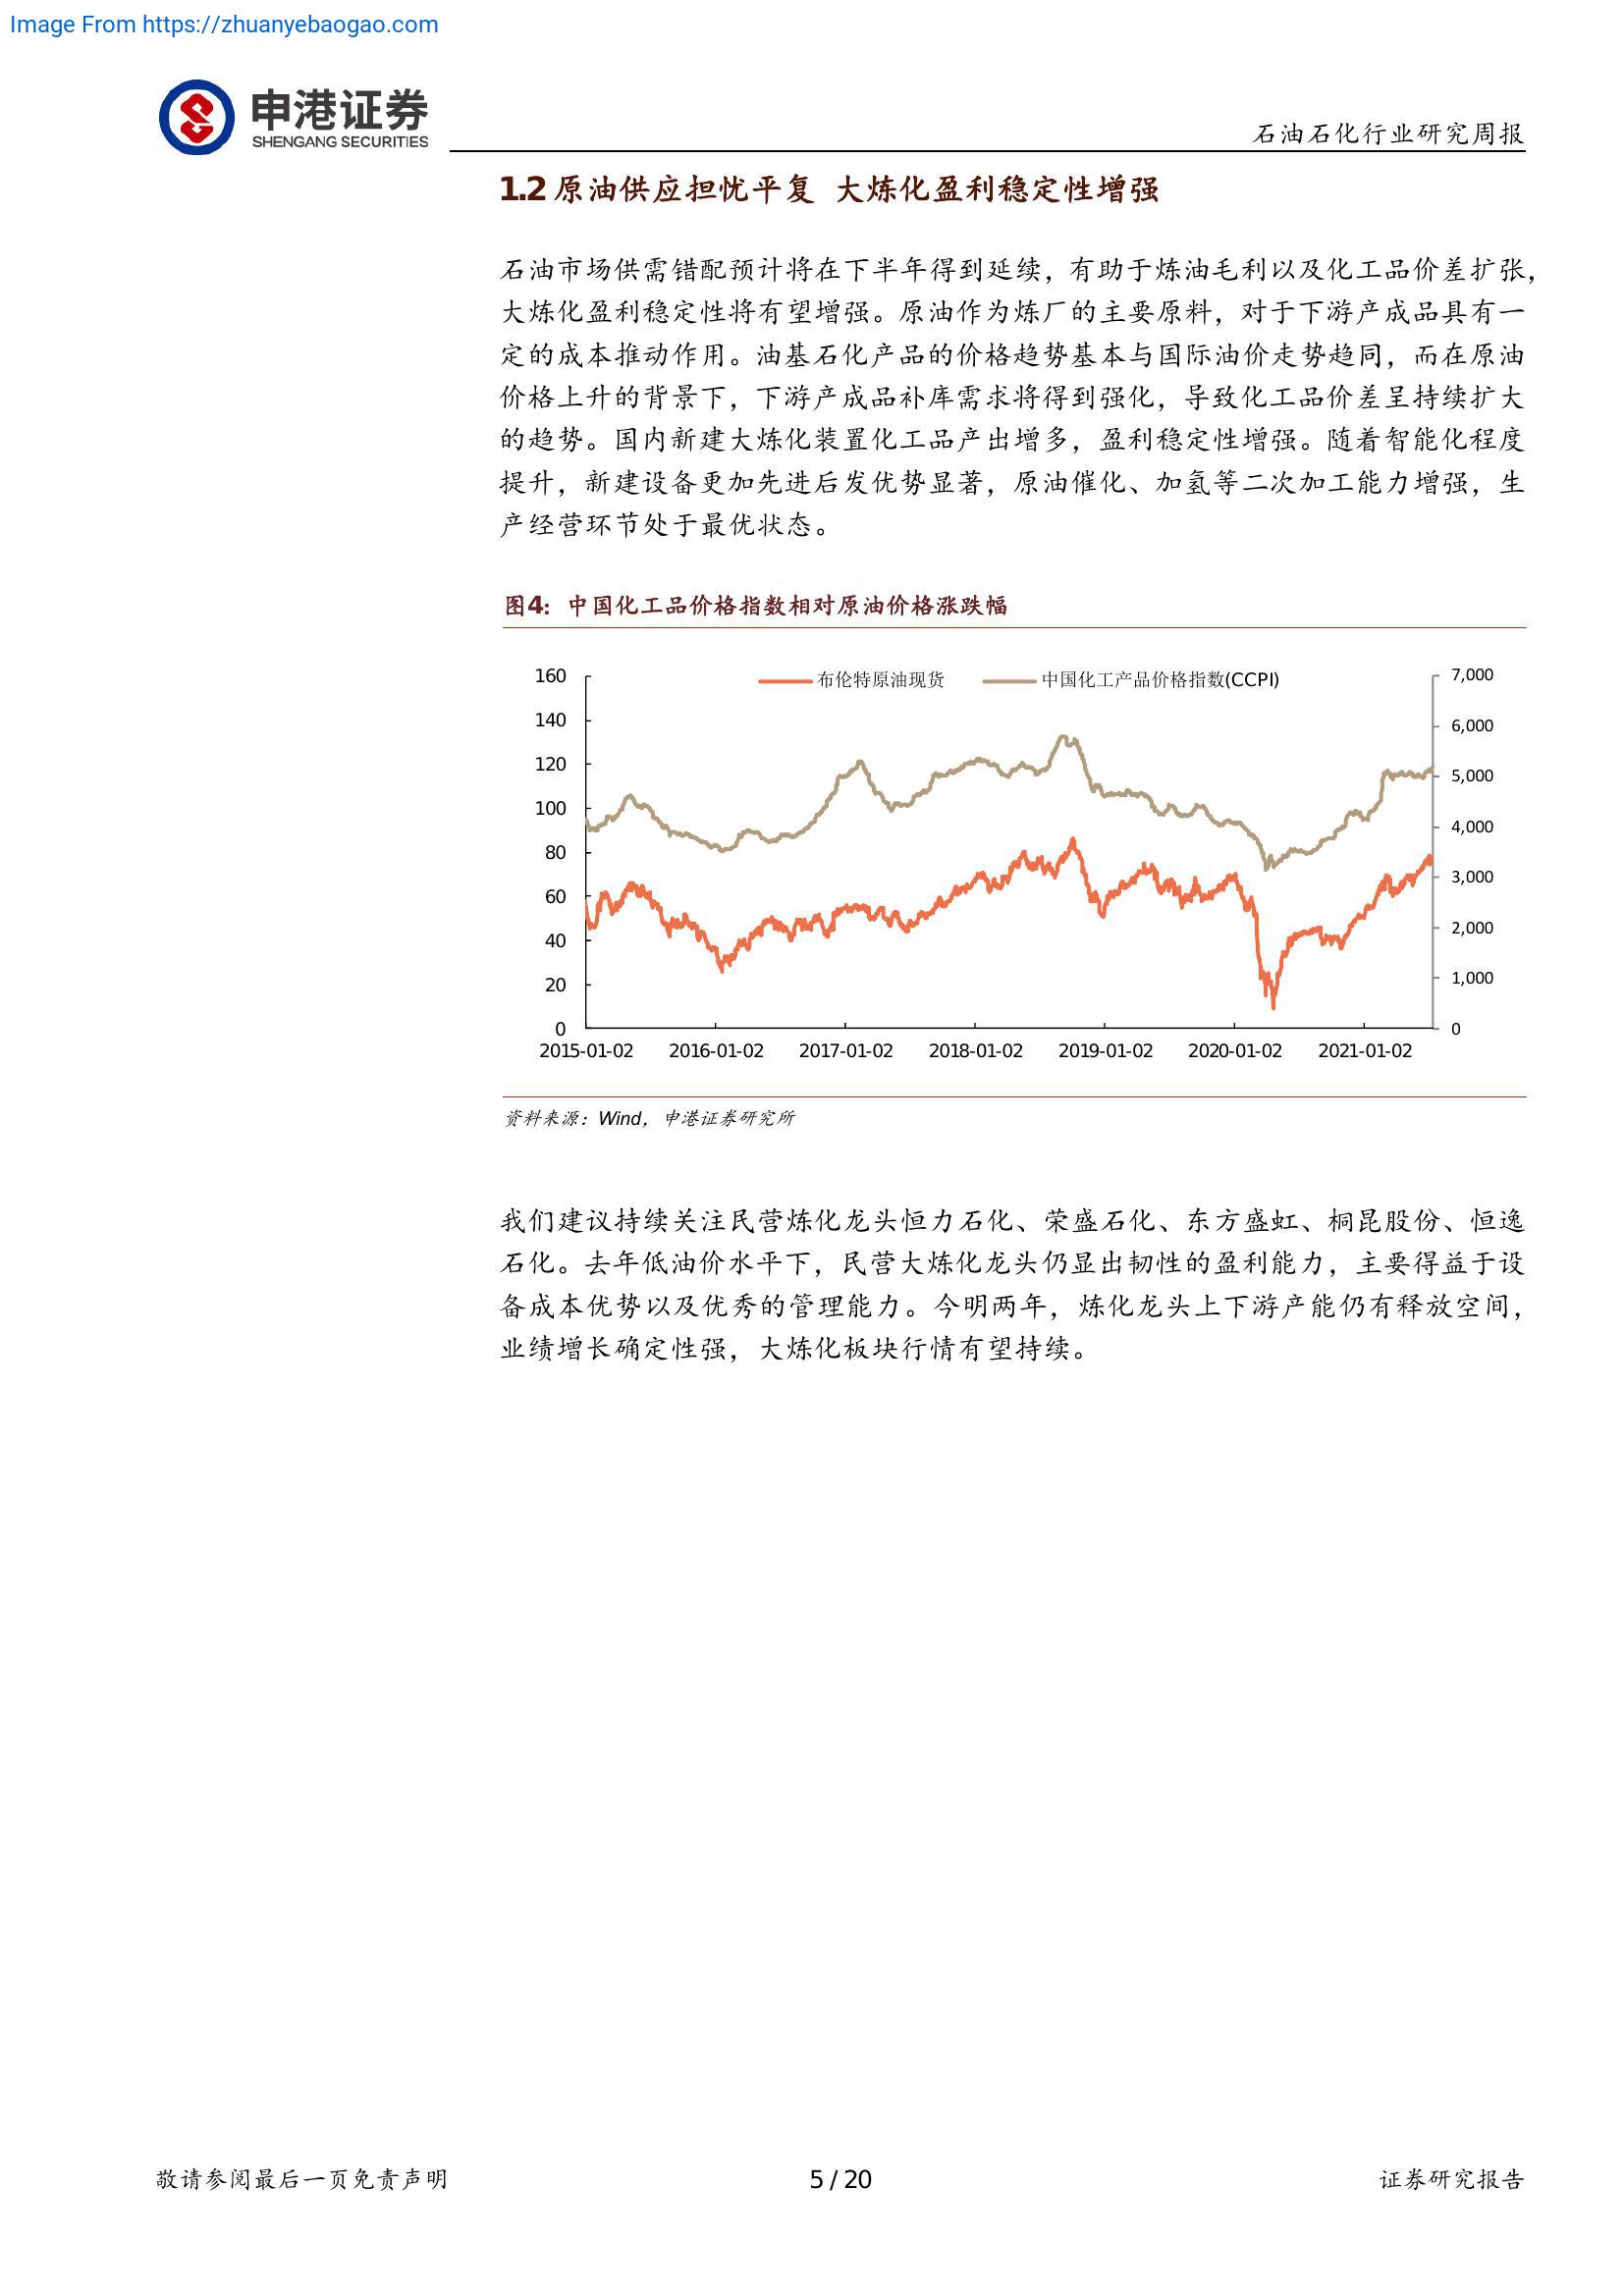 Image From https://zhuanyebaogao.com
申港证券
SHENGANG SECURITIES
石油石化行业研究周报
1.2 原油供应担忧平复 大炼化盈利稳定性增强
石油市场供需错配预计将在下半年得到延续，有助于炼油毛利以及化工品价差扩张，
大炼化盈利稳定性将有望增强。原油作为炼厂的主要原料，对于下游产成品具有一
定的成本推动作用。油基石化产品的价格趋势基本与国际油价走势趋同，而在原油
价格上升的背景下，下游产成品补库需求将得到强化，导致化工品价差呈持续扩大
的趋势。国内新建大炼化装置化工品产出增多，盈利稳定性增强。随着智能化程度
提升，新建设备更加先进后发优势显著，原油催化、加氢等二次加工能力增强，生
产经营环节处于最优状态。
图4：中国化工品价格指数相对原油价格涨跌幅
布伦特原油现货 中国化工产品价格指数(CCPI)
160
140
120
100
80
60
40
20
0
7,000
6,000
5,000
4,000
3,000
2,000
1,000
0
2015-01-02 2016-01-02 2017-01-02 2018-01-02 2019-01-02 2020-01-02 2021-01-02
资料来源：Wind，申港证券研究所
我们建议持续关注民营炼化龙头恒力石化、荣盛石化、东方盛虹、桐昆股份、恒逸
石化。去年低油价水平下，民营大炼化龙头仍显出韧性的盈利能力，主要得益于设
备成本优势以及优秀的管理能力。今明两年，炼化龙头上下游产能仍有释放空间，
业绩增长确定性强，大炼化板块行情有望持续。
敬请参阅最后一页免责声明
5 / 20
证券研究报告